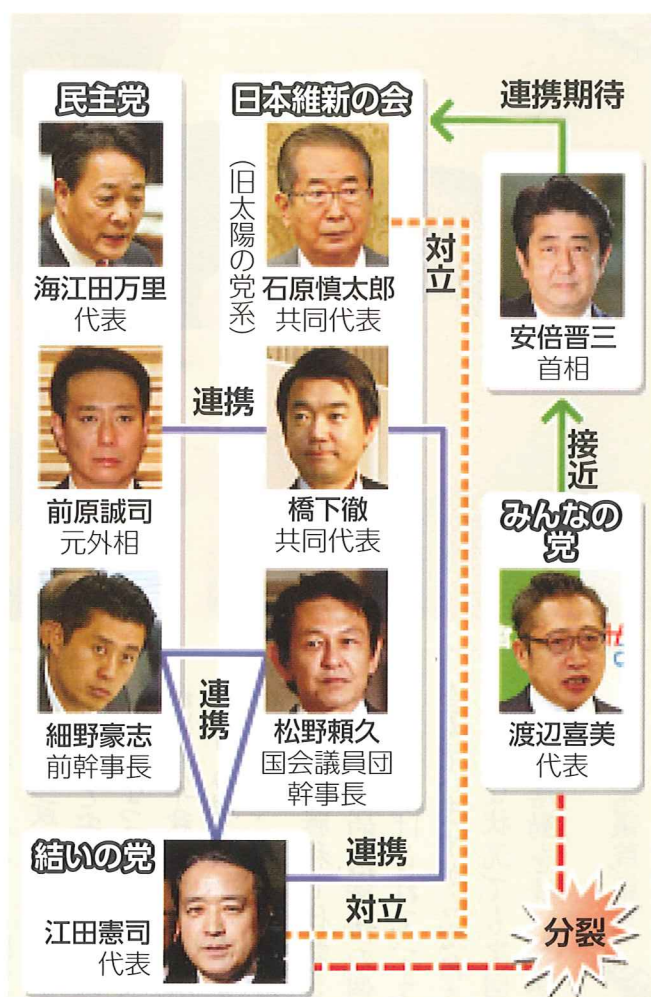 民主党
海江田万里
代表
前原誠司
元外相
細野豪志
前幹事長
日本維新の会
(旧太陽の党系)
石原慎太郎
共同代表
橋下徹
共同代表
松野頼久
国会議員団
幹事長
連携期待
安倍晋三
首相
接近
みんなの
党
渡辺喜美
代表
対立
連携
連携
連携
対立
結いの党
江田憲司
代表
分裂